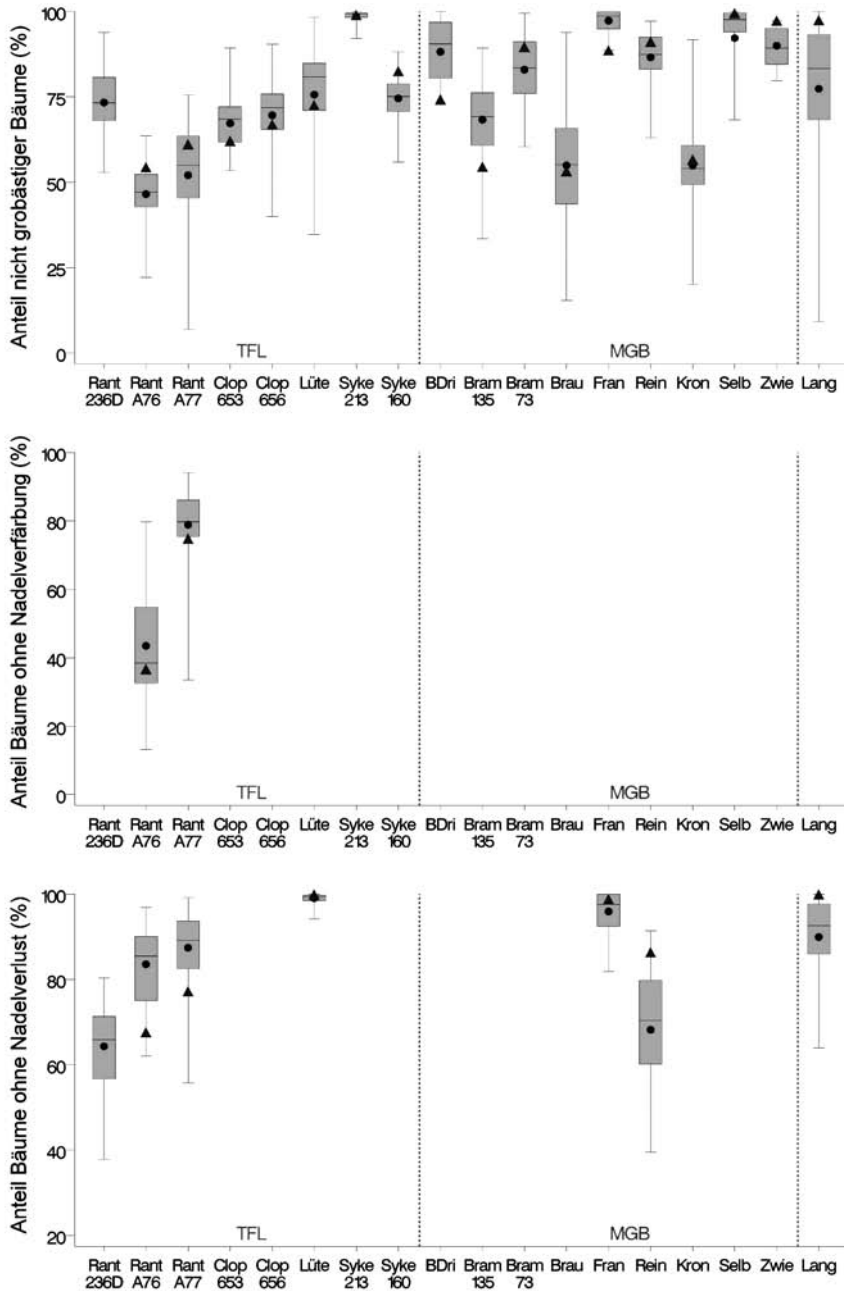 Anteil nicht grobästiger Bäume (%)
100
75
50
25
0
TFL
MGB
Rant Rant Rant Clop Clop Lüte Syke Syke BDri Bram Bram Brau Fran Rein Kron Selb Zwie Lang
236D A76 A77 653 656 213 160 135 73
Anteil Bäume ohne Nadelverfärbung (%)
100
80
60
40
20
0
TFL
MGB
Rant Rant Rant Clop Clop Lüte Syke Syke BDri Bram Bram Brau Fran Rein Kron Selb Zwie Lang
236D A76 A77 653 656 213 160 135 73
Anteil Bäume ohne Nadelverlust (%)
100
80
60
40
20
TFL
MGB
Rant Rant Rant Clop Clop Lüte Syke Syke BDri Bram Bram Brau Fran Rein Kron Selb Zwie Lang
236D A76 A77 653 656 213 160 135 73